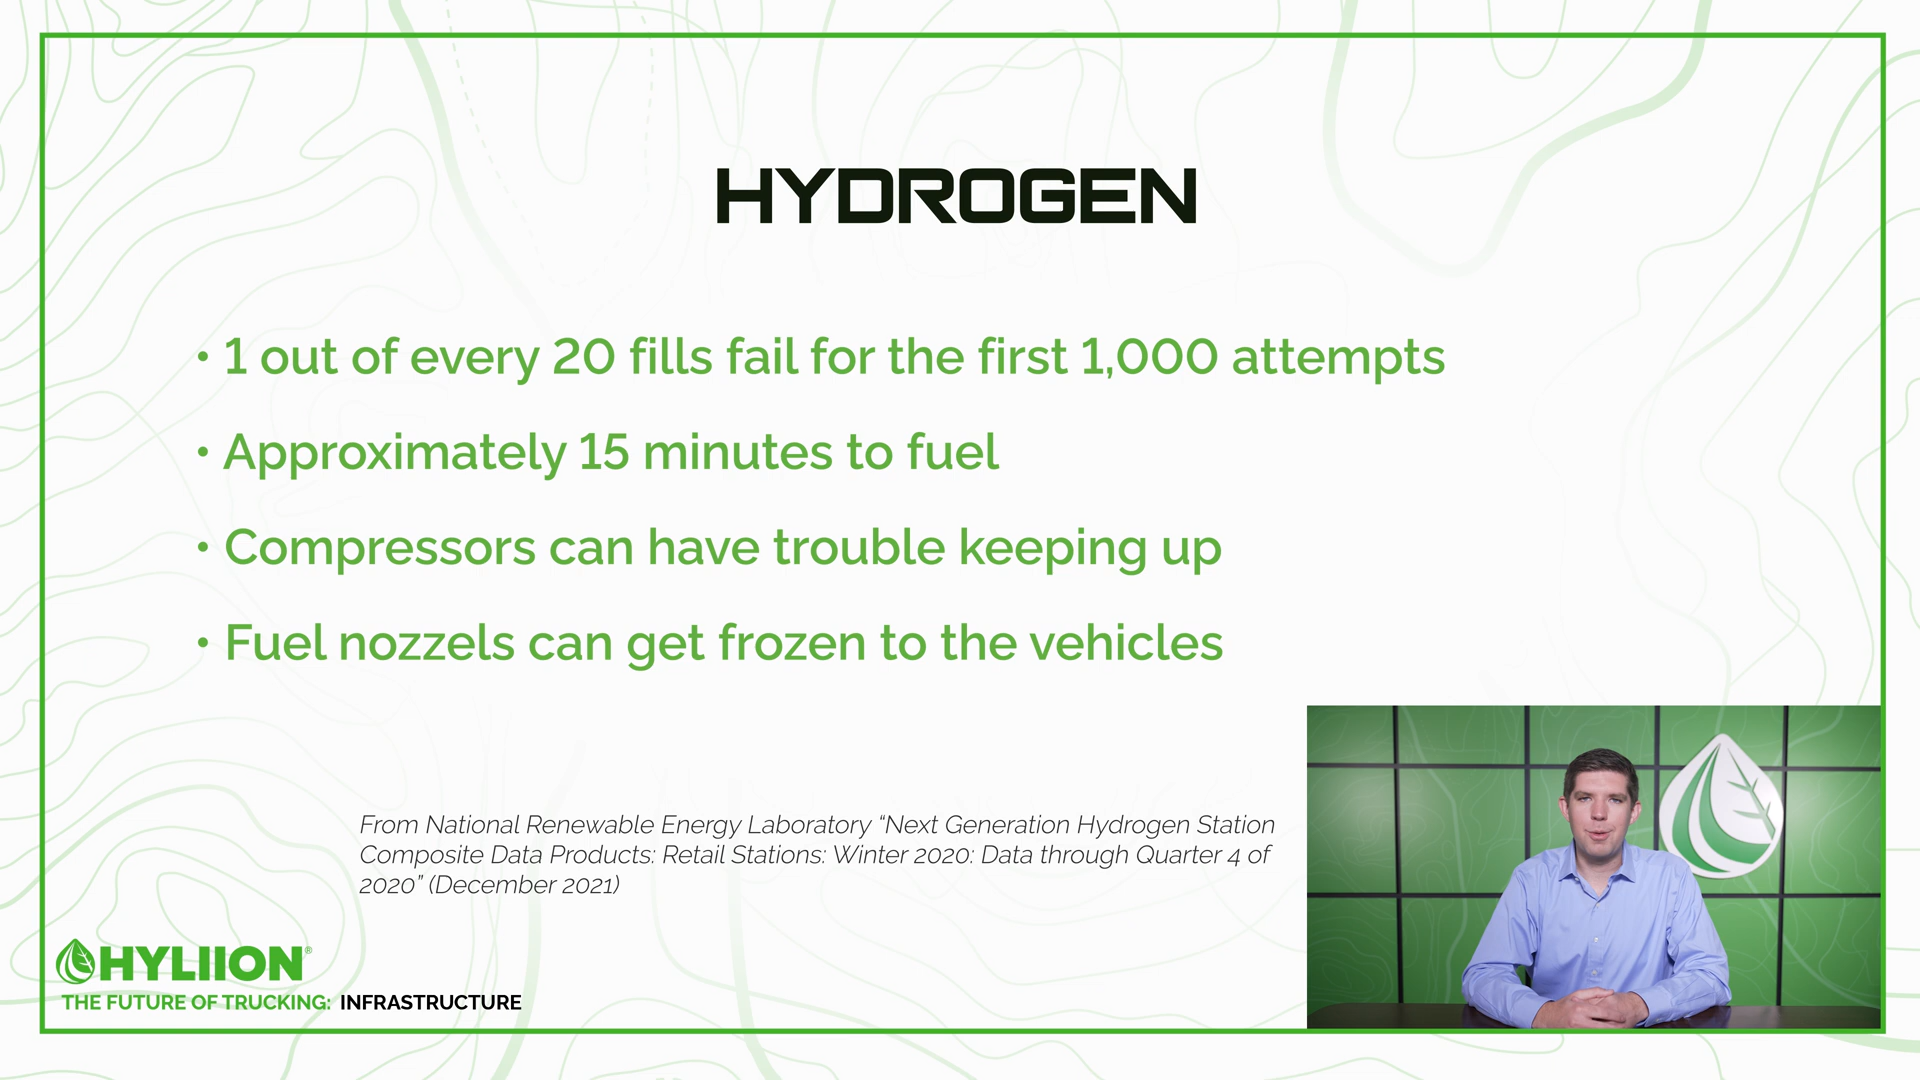 HYDROGEN
• 1 out of every 20 fills fail for the first 1,000 attempts
• Approximately 15 minutes to fuel
• Compressors can have trouble keeping up
• Fuel nozzels can get frozen to the vehicles
From National Renewable Energy Laboratory “Next Generation Hydrogen Station
Composite Data Products: Retail Stations: Winter 2020: Data through Quarter 4 of
2020” (December 2021)
HYLIION®
THE FUTURE OF TRUCKING: INFRASTRUCTURE